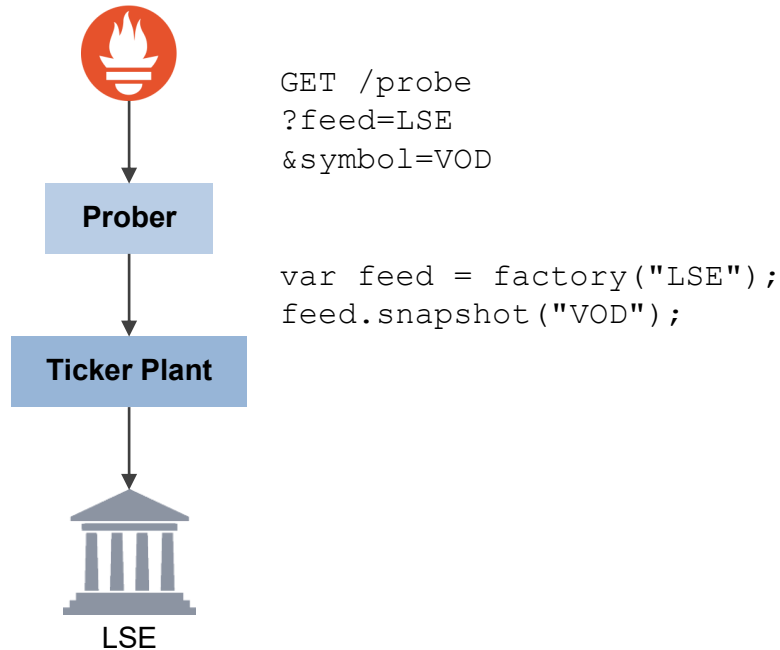 GET /probe
?feed=LSE
&symbol=VOD
Prober
var feed = factory("LSE");
feed.snapshot("VOD");
Ticker Plant
LSE